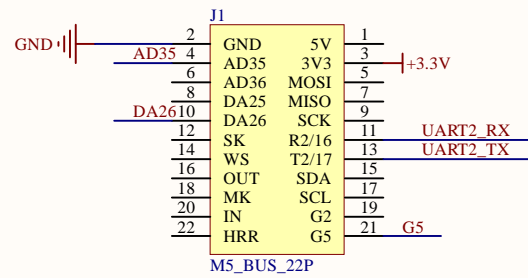 J1
GND 2 GND 5V 1
AD35 4 AD35 3V3 3 +3.3V
6 AD36 MOSI 5
8 DA25 MISO 7
DA26 10 DA26 SCK 9
12 SK R2/16 11 UART2_RX
14 WS T2/17 13 UART2_TX
16 OUT SDA 15
18 MK SCL 17
20 IN G2 19
22 HRR G5 21 G5
M5_BUS_22P